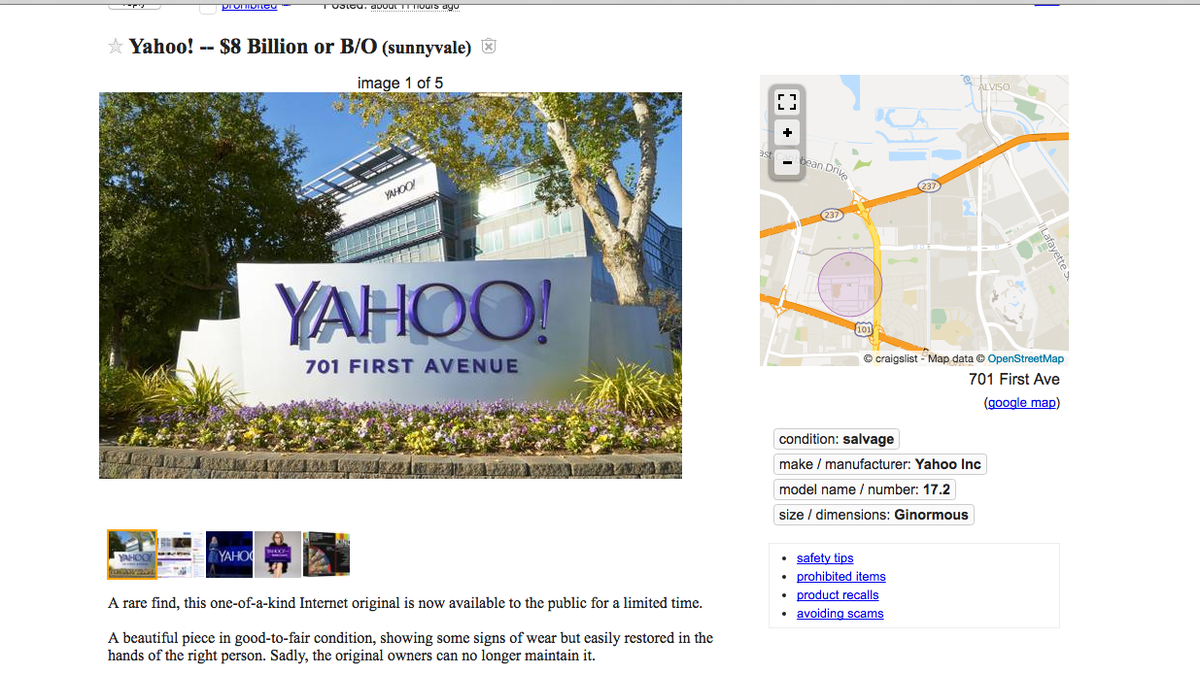 prohibited
Posted: about 11 hours ago
Yahoo! -- $8 Billion or B/O (sunnyvale)
image 1 of 5
YAHOO!
YAHOO!
701 FIRST AVENUE
ALVISO
bean Drive
237
237
Lafayette S
101
+
-
© craigslist - Map data © OpenStreetMap
701 First Ave
(google map)
condition: salvage
make / manufacturer: Yahoo Inc
model name / number: 17.2
size / dimensions: Ginormous
safety tips
prohibited items
product recalls
avoiding scams
YAHOO!
YAHO
A rare find, this one-of-a-kind Internet original is now available to the public for a limited time.
A beautiful piece in good-to-fair condition, showing some signs of wear but easily restored in the
hands of the right person. Sadly, the original owners can no longer maintain it.